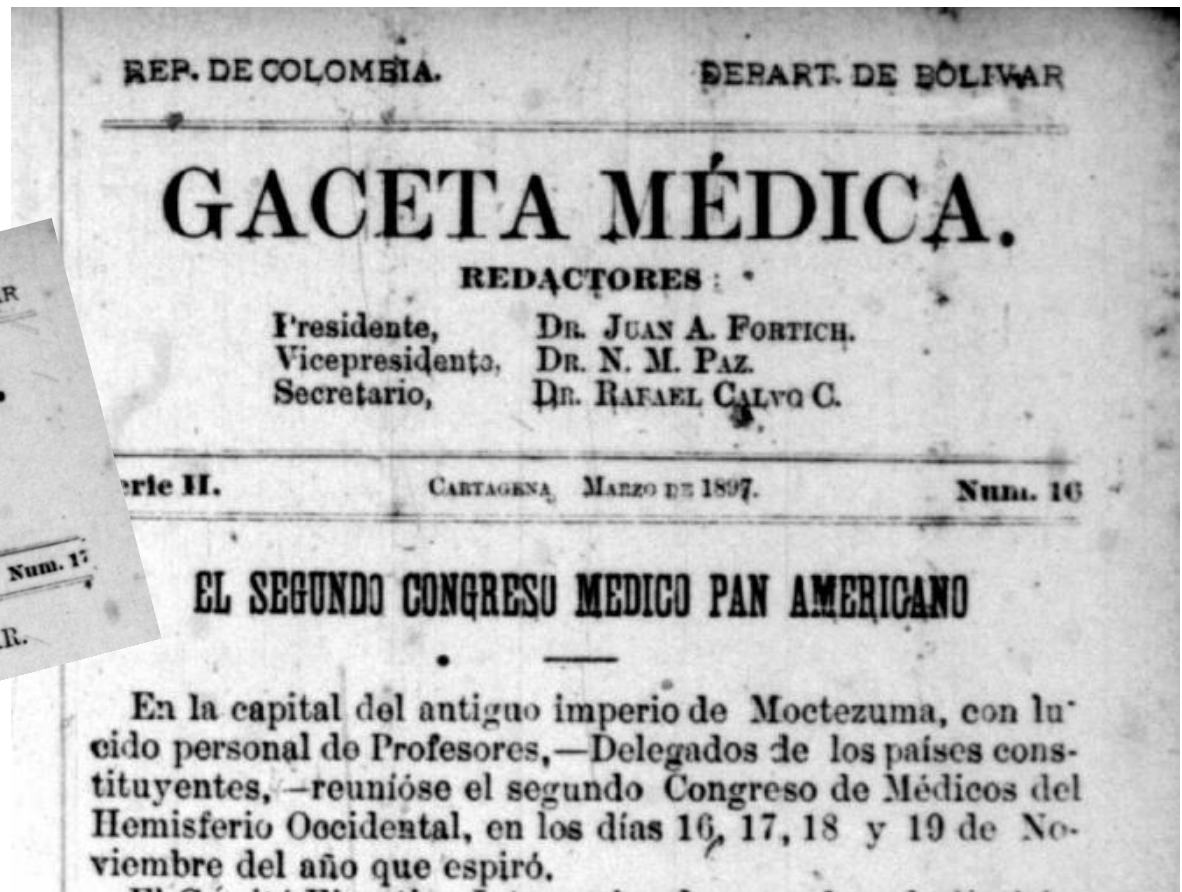 REP. DE COLOMBIA. DEPART. DE BOLIVAR
GACETA MÉDICA.
REDACTORES:
Presidente, DR. JUAN A. FORTICH.
Vicepresidente, DR. N. M. PAZ.
Secretario, DR. RAFAEL CALVO C.
erie II. CARTAGENA MARZO DE 1897. Num. 16
EL SEGUNDO CONGRESO MEDICO PAN AMERICANO
En la capital del antiguo imperio de Moctezuma, con lu-
cido personal de Profesores,—Delegados de los países cons-
tituyentes,—reunióse el segundo Congreso de Médicos del
Hemisferio Occidental, en los días 16, 17, 18 y 19 de No-
viembre del año que espiró.
AR
Num. 17
AR.